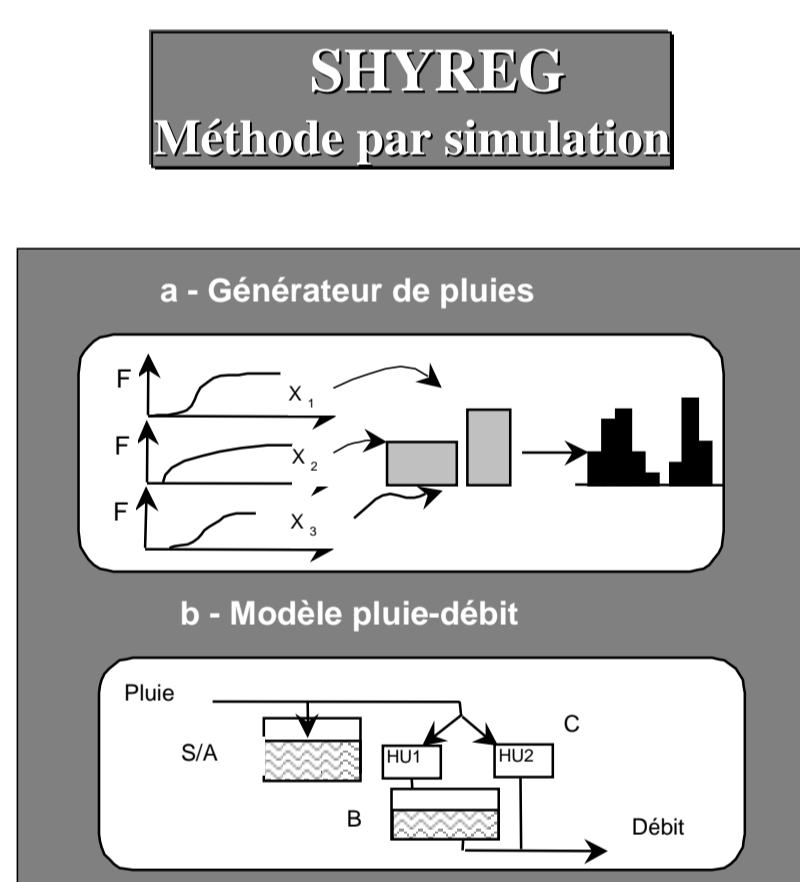 SHYREG
Méthode par simulation
a - Générateur de pluies
F
X 1
F
X 2
F
X 3
b - Modèle pluie-débit
Pluie
C
S/A
HU1
HU2
B
Débit